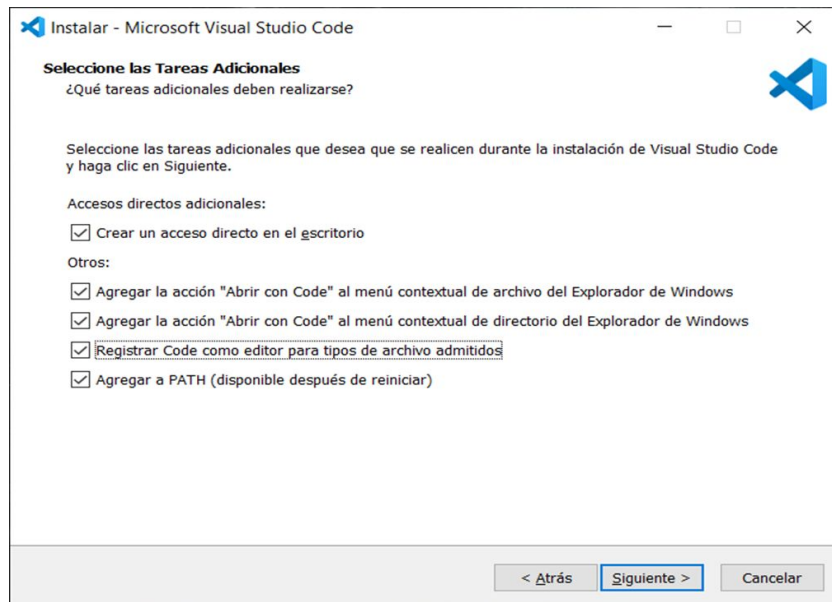 Instalar - Microsoft Visual Studio Code
Seleccione las Tareas Adicionales
¿Qué tareas adicionales deben realizarse?
Seleccione las tareas adicionales que desea que se realicen durante la instalación de Visual Studio Code
y haga clic en Siguiente.
Accesos directos adicionales:
Crear un acceso directo en el escritorio
Otros:
Agregar la acción "Abrir con Code" al menú contextual de archivo del Explorador de Windows
Agregar la acción "Abrir con Code" al menú contextual de directorio del Explorador de Windows
Registrar Code como editor para tipos de archivo admitidos
Agregar a PATH (disponible después de reiniciar)
< Atrás Siguiente > Cancelar